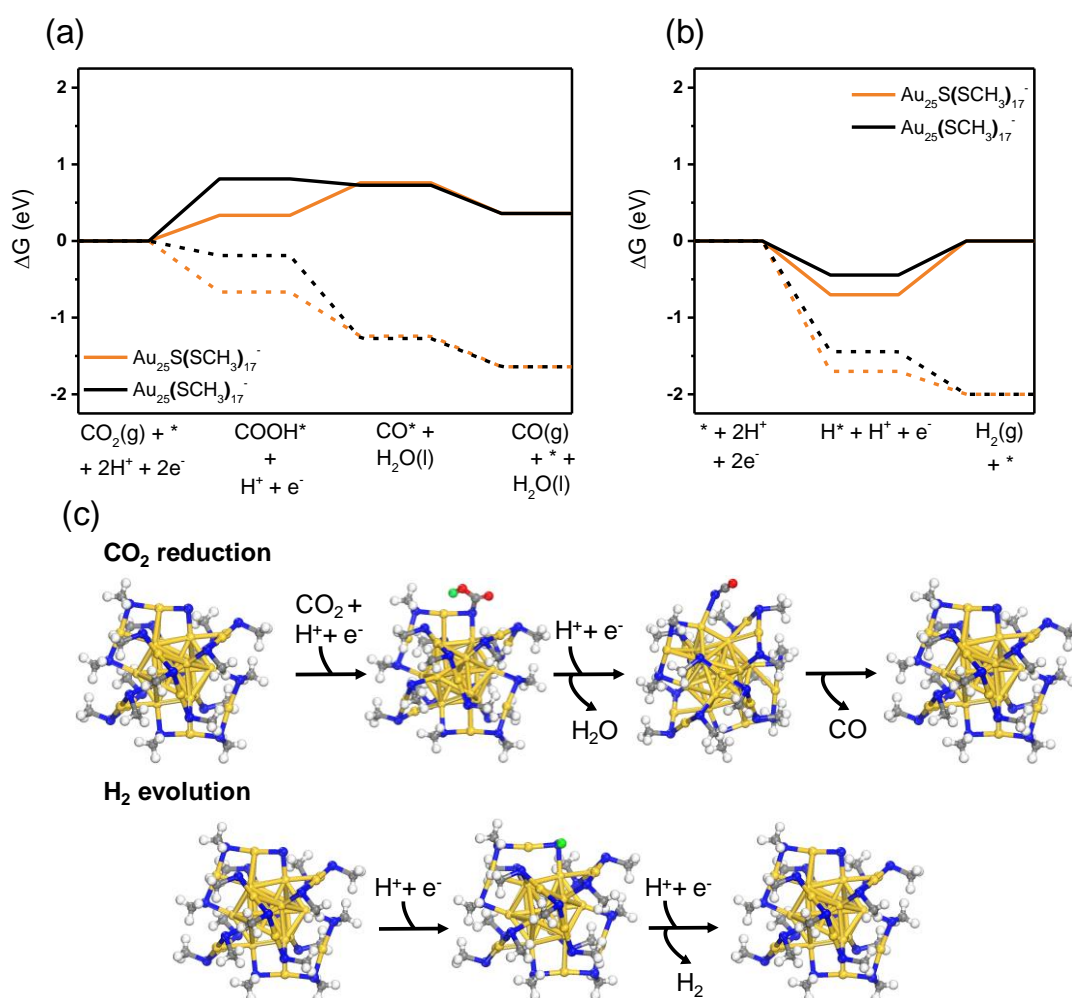 (a)
2
1
0
-1
-2
ΔG (eV)
Au₂₅S(SCH₃)₁₇⁻
Au₂₅(SCH₃)₁₇⁻
CO₂(g) + *
+ 2H⁺ + 2e⁻
COOH*
+
H⁺ + e⁻
CO* +
H₂O(l)
CO(g)
+ * +
H₂O(l)
(b)
2
1
0
-1
-2
ΔG (eV)
Au₂₅S(SCH₃)₁₇⁻
Au₂₅(SCH₃)₁₇⁻
* + 2H⁺
+ 2e⁻
H* + H⁺ + e⁻
H₂(g)
+ *
(c)
CO₂ reduction
CO₂ +
H⁺+ e⁻
H⁺+ e⁻
H₂O
CO
H₂ evolution
H⁺+ e⁻
H⁺+ e⁻
H₂